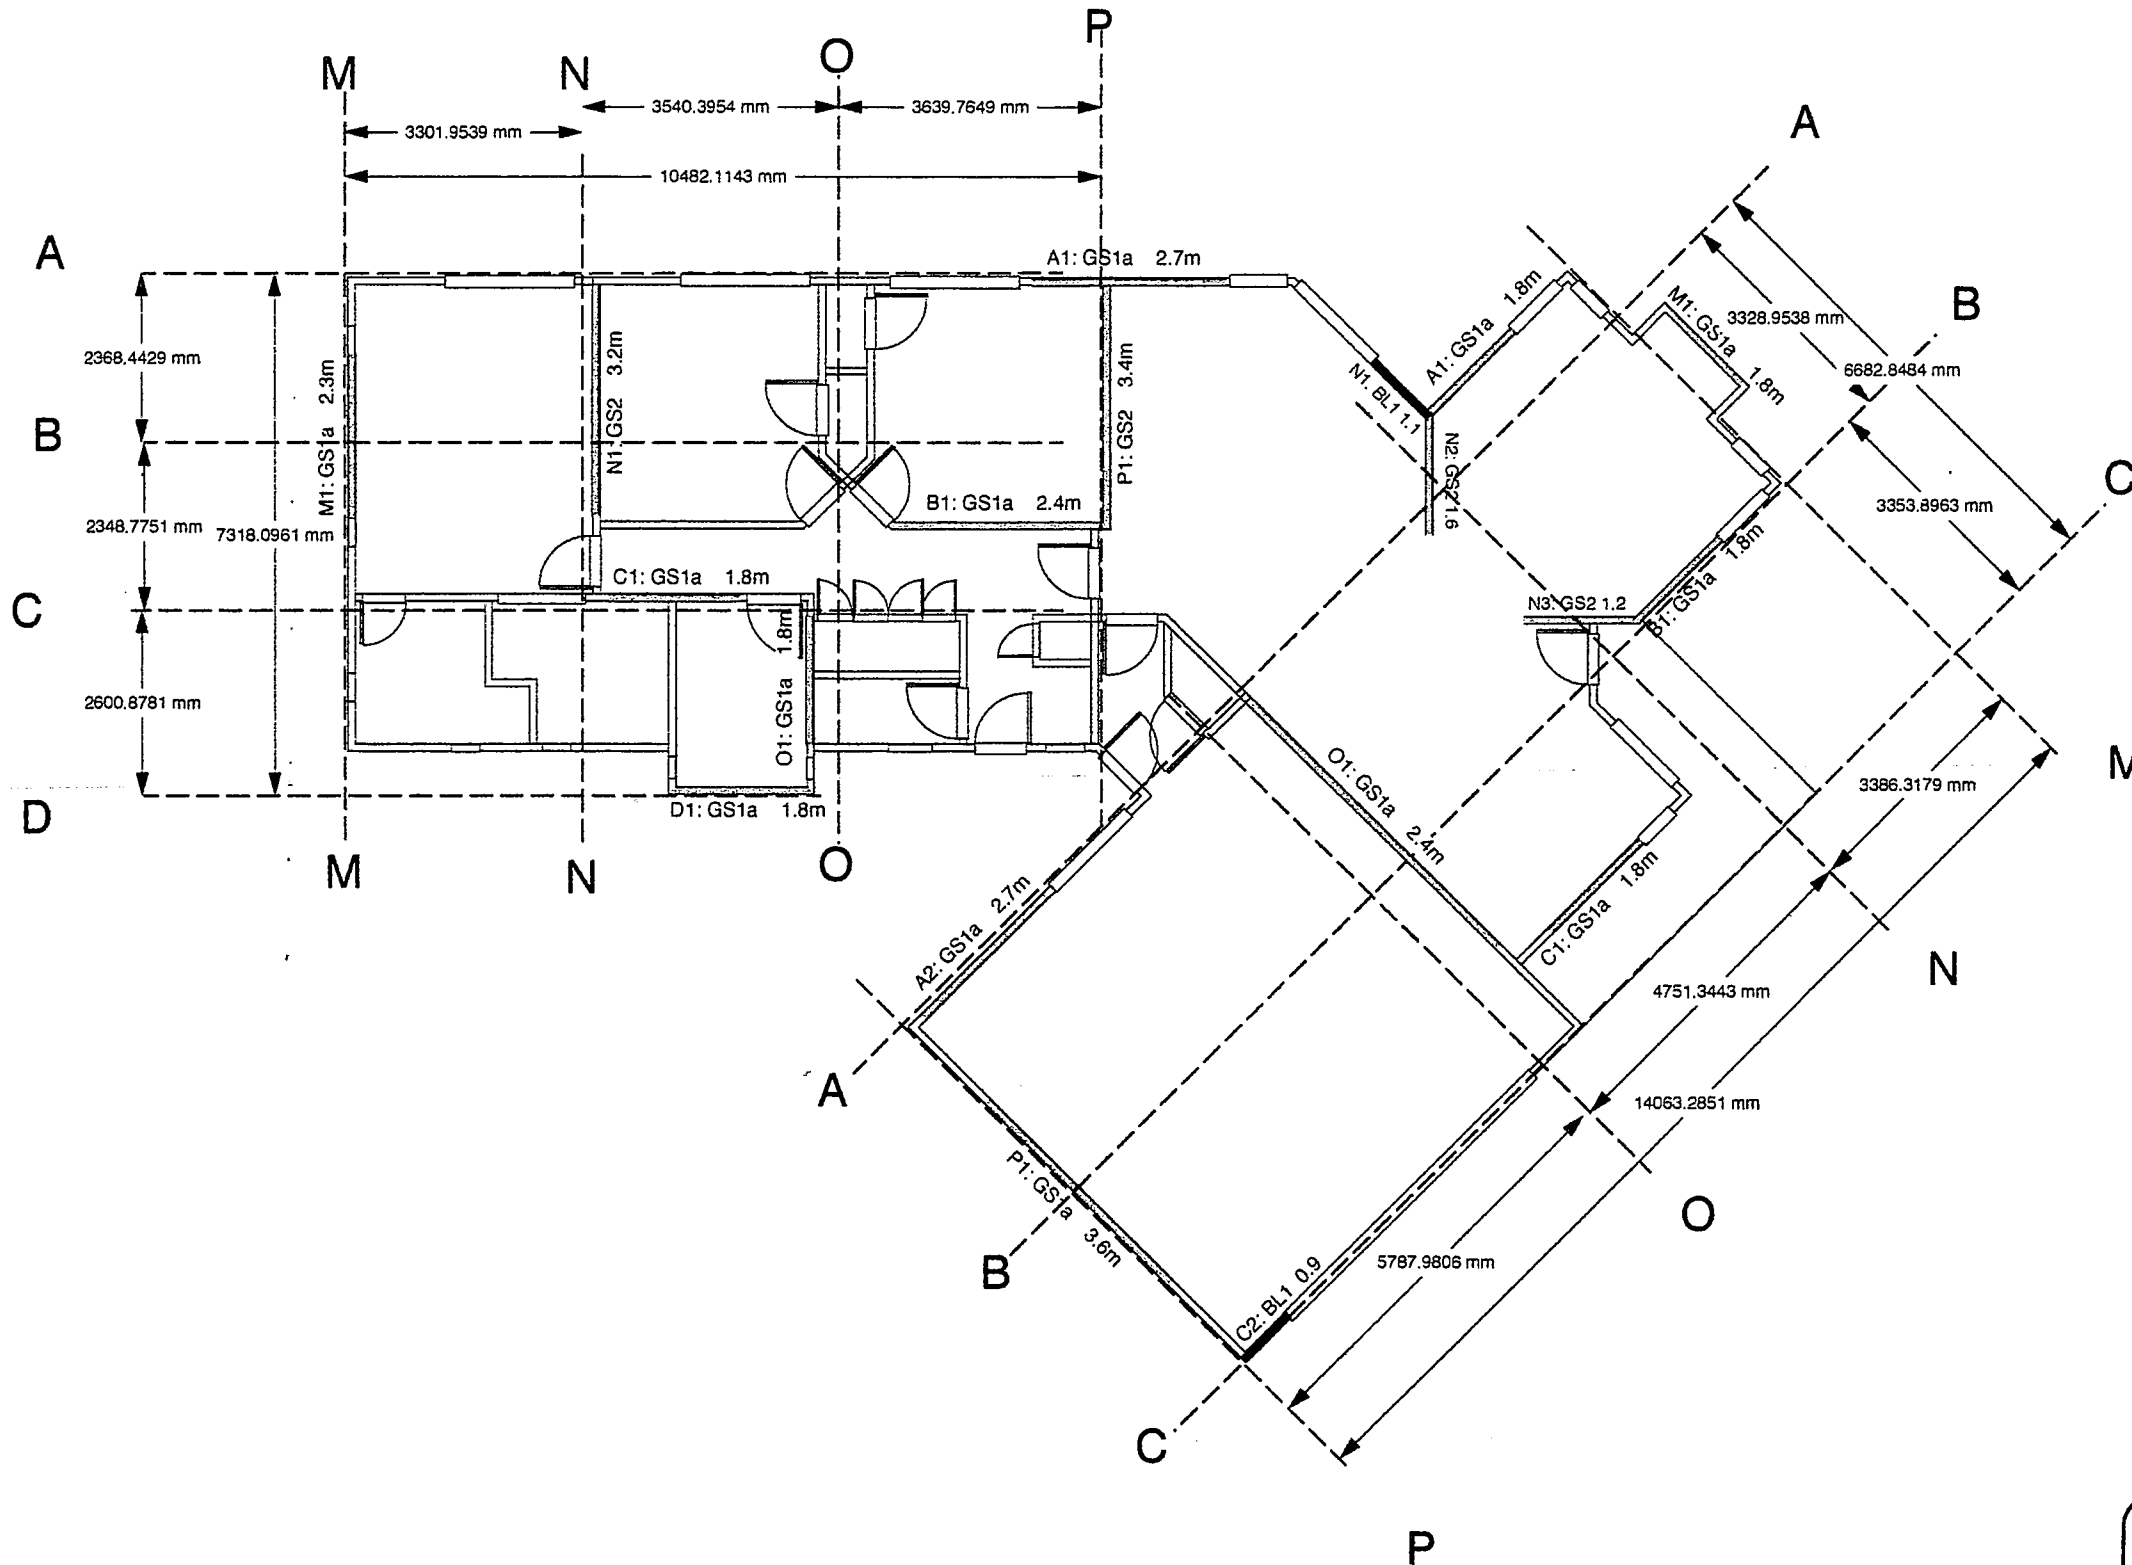 P
O
M
N
3540.3954 mm
3639.7649 mm
3301.9539 mm
10482.1143 mm
A
A
A1: GS1a 2.7m
B
M1: GS1a 1.8m
A1: GS1a 1.8m
3328.9538 mm
6682.8484 mm
2368.4429 mm
M1: GS1a 2.3m
N1: GS2 3.2m
P1: GS2 3.4m
N1. BL1 1.1
B
C
N2: GS2 1.6
B1: GS1a 2.4m
3353.8963 mm
2348.7751 mm
7318.0961 mm
C1: GS1a 1.8m
B1: GS1a 1.8m
N3: GS2 1.2
C
O1: GS1a 1.8m
2600.8781 mm
D
D1: GS1a 1.8m
O1: GS1a 2.4m
3386.3179 mm
M
M
N
O
C1: GS1a 1.8m
A2: GS1a 2.7m
N
4751.3443 mm
A
14063.2851 mm
P1: GS1a 3.6m
O
B
C2: BL1 0.9
5787.9806 mm
C
P